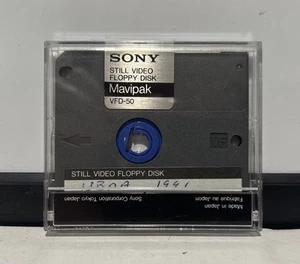 SONY
STILL VIDEO
FLOPPY DISK
Mavipak
VFD-50
STILL VIDEO FLOPPY DISK
1991
Sony Corporation Tokyo Japan
Made in Japan
Fabriqué au Japon